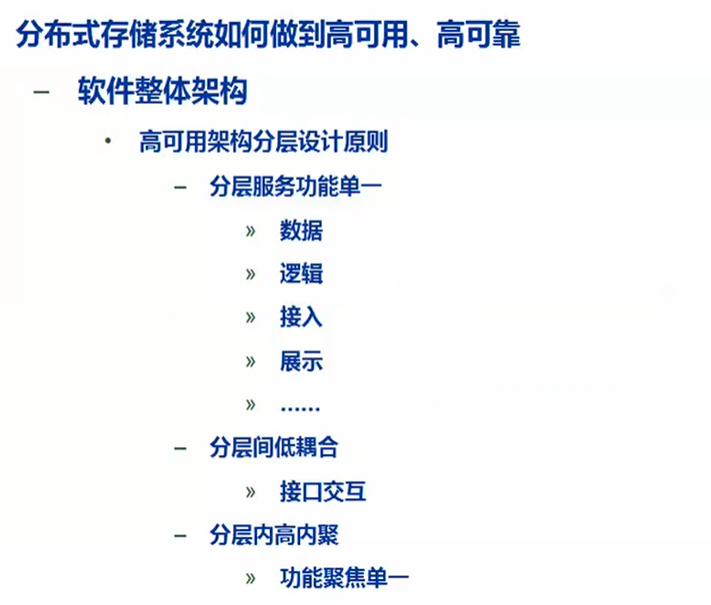 分布式存储系统如何做到高可用、高可靠
– 软件整体架构
• 高可用架构分层设计原则
– 分层服务功能单一
» 数据
» 逻辑
» 接入
» 展示
» ……
– 分层间低耦合
» 接口交互
– 分层内高内聚
» 功能聚焦单一